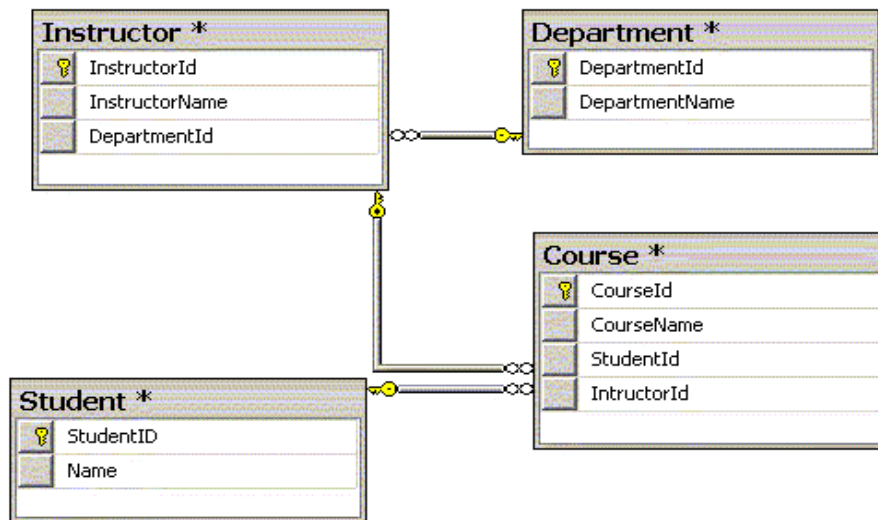 Instructor *
InstructorId
InstructorName
DepartmentId
Department *
DepartmentId
DepartmentName
Course *
CourseId
CourseName
StudentId
IntructorId
Student *
StudentID
Name